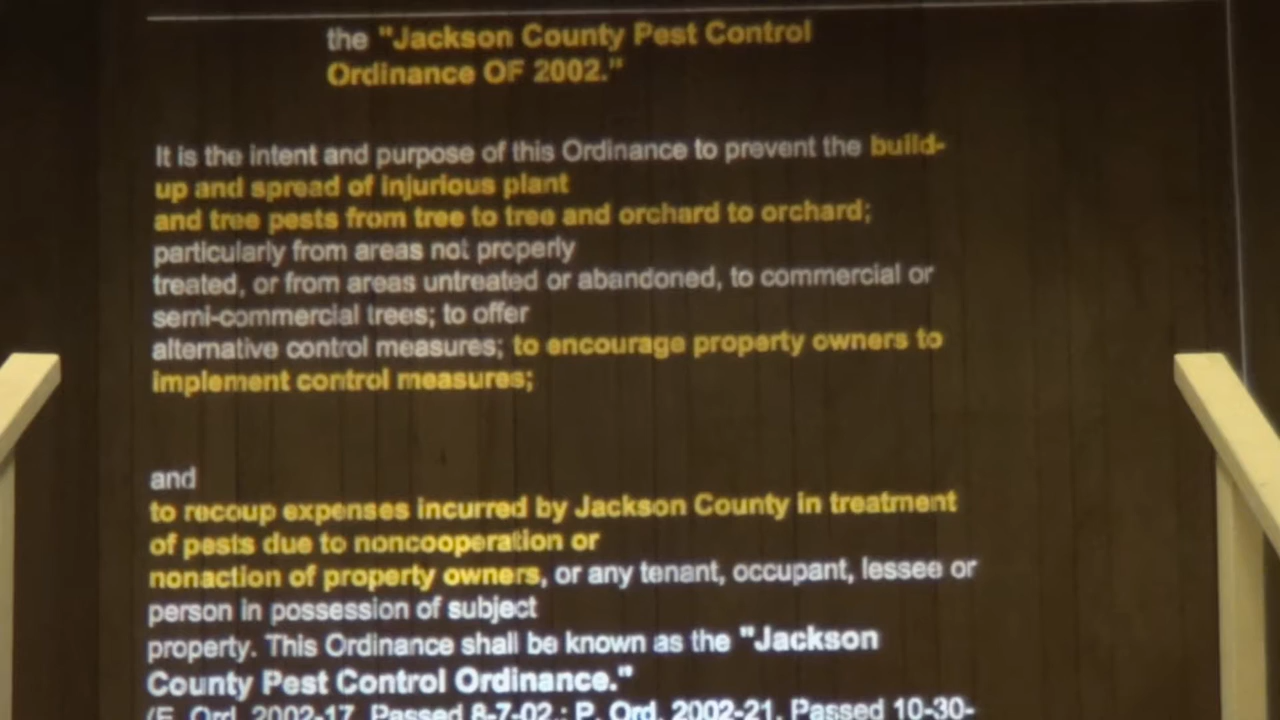 the "Jackson County Pest Control
Ordinance OF 2002."
It is the intent and purpose of this Ordinance to prevent the build-
up and spread of injurious plant
and tree pests from tree to tree and orchard to orchard;
particularly from areas not properly
treated, or from areas untreated or abandoned, to commercial or
semi-commercial trees; to offer
alternative control measures; to encourage property owners to
implement control measures;
and
to recoup expenses incurred by Jackson County in treatment
of pests due to noncooperation or
nonaction of property owners, or any tenant, occupant, lessee or
person in possession of subject
property. This Ordinance shall be known as the "Jackson
County Pest Control Ordinance."
(E. Ord. 2002-17, Passed 8-7-02.; P. Ord. 2002-21, Passed 10-30-